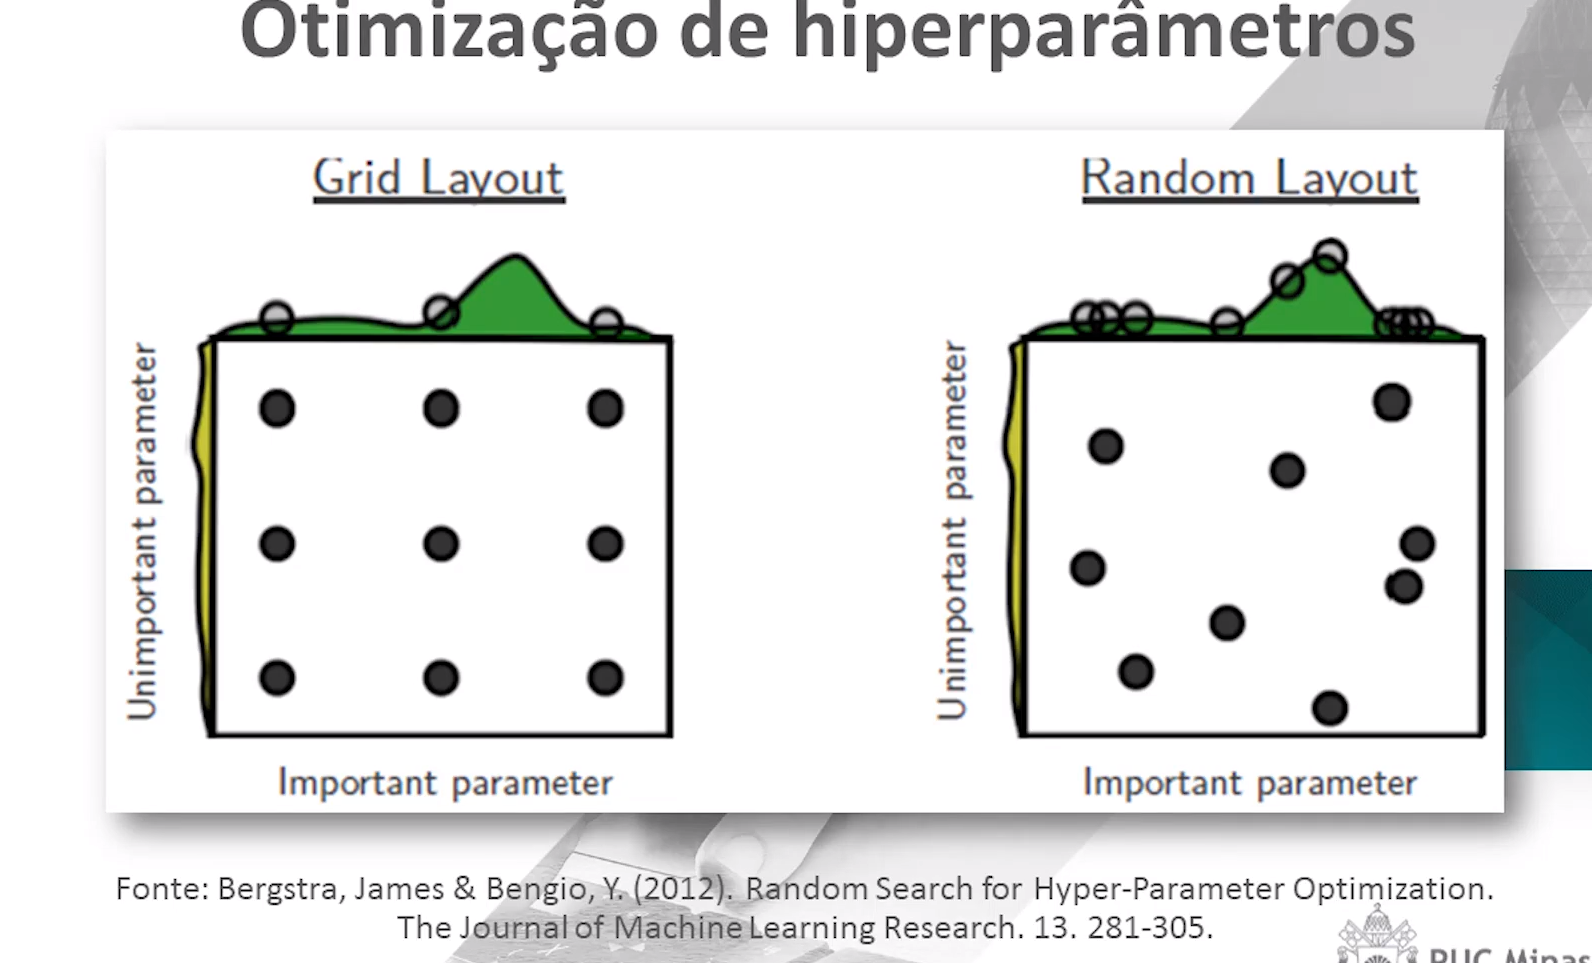 Otimização de hiperparâmetros
Grid Layout
Random Layout
Unimportant parameter
Unimportant parameter
Important parameter
Important parameter
Fonte: Bergstra, James & Bengio, Y. (2012). Random Search for Hyper-Parameter Optimization.
The Journal of Machine Learning Research. 13. 281-305.
PUC Minas